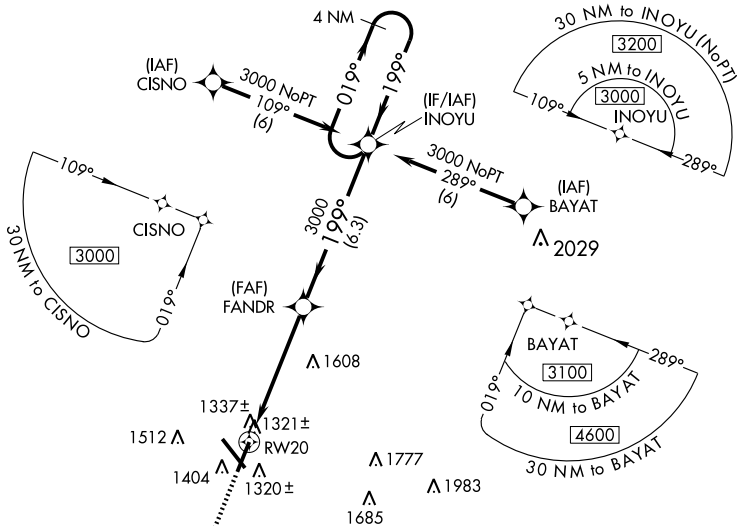 4 NM
019°
199°
(IAF)
CISNO
3000 NoPT
109°
(6)
(IF/IAF)
INOYU
30 NM to INOYU (NoPT)
3200
5 NM to INOYU
3000
INOYU
109°
289°
3000 NoPT
289°
(6)
(IAF)
BAYAT
2029
109°
CISNO
3000
30 NM to CISNO
019°
3000
199°
(6.3)
(FAF)
FANDR
BAYAT
289°
019°
3100
10 NM to BAYAT
4600
30 NM to BAYAT
1608
1337±
1321±
1512
RW20
1404
1320±
1777
1983
1685